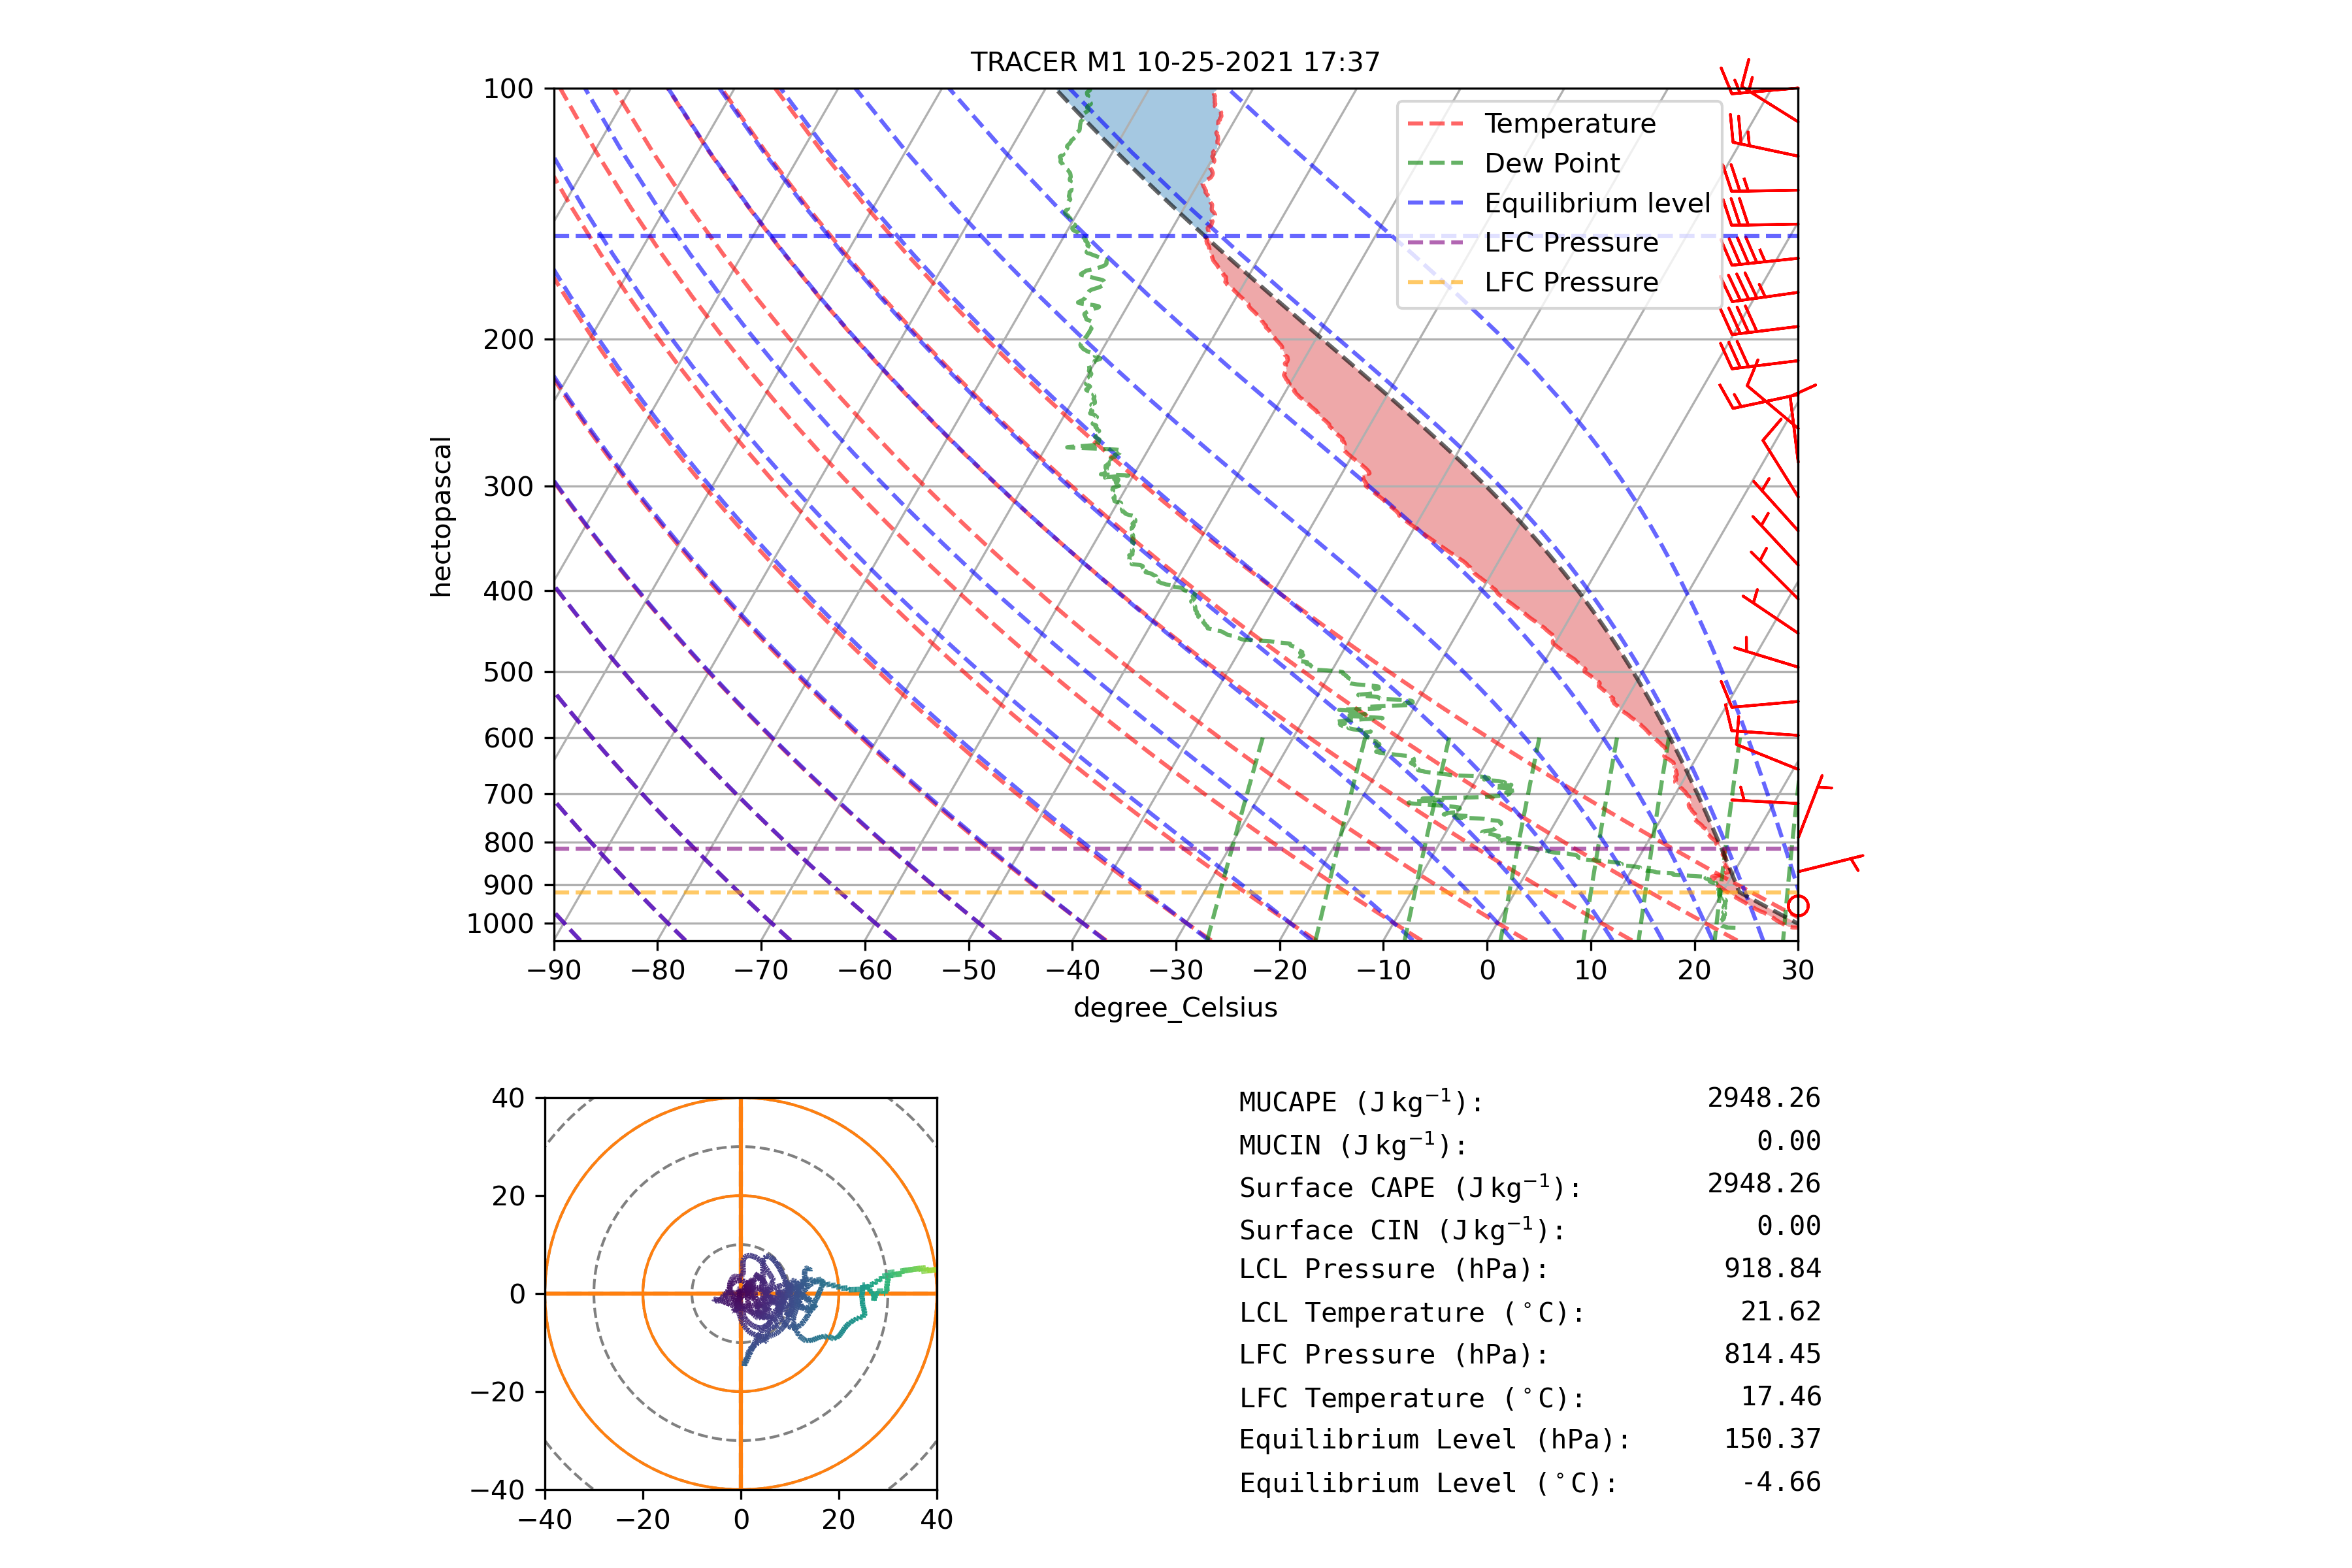 TRACER M1 10-25-2021 17:37
100
200
300
400
500
600
700
800
900
1000
hectopascal
Temperature
Dew Point
Equilibrium level
LFC Pressure
LFC Pressure
−90 −80 −70 −60 −50 −40 −30 −20 −10 0 10 20 30
degree_Celsius
40
20
0
−20
−40
−40 −20 0 20 40
MUCAPE (J kg⁻¹): 2948.26
MUCIN (J kg⁻¹): 0.00
Surface CAPE (J kg⁻¹): 2948.26
Surface CIN (J kg⁻¹): 0.00
LCL Pressure (hPa): 918.84
LCL Temperature (°C): 21.62
LFC Pressure (hPa): 814.45
LFC Temperature (°C): 17.46
Equilibrium Level (hPa): 150.37
Equilibrium Level (°C): -4.66